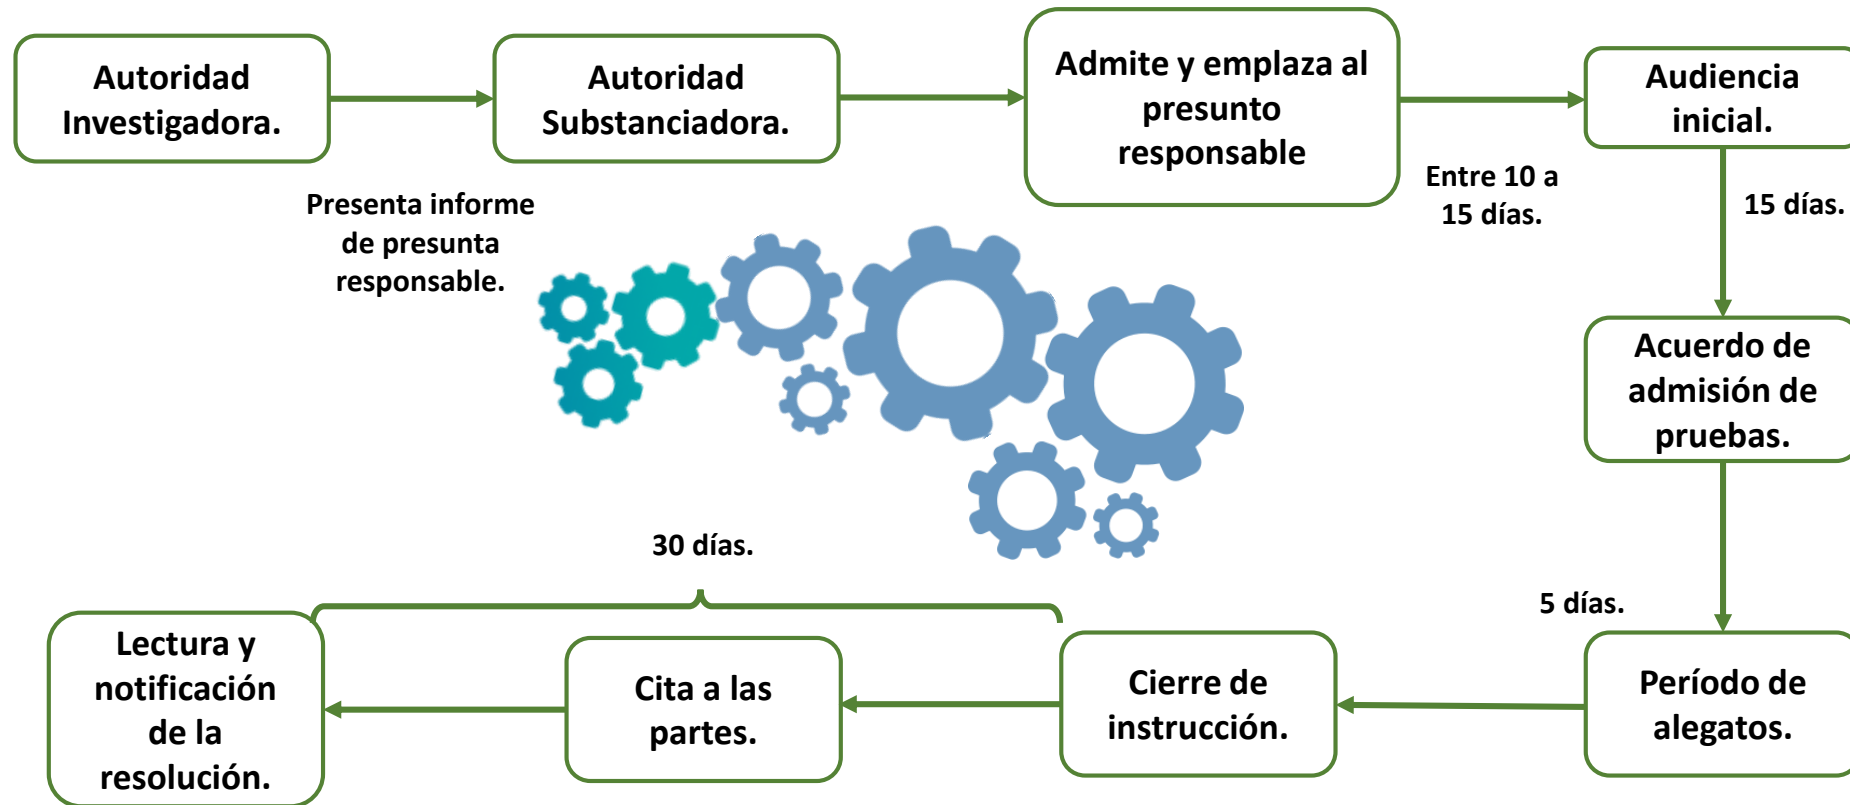 Autoridad
Investigadora.
Autoridad
Substanciadora.
Admite y emplaza al
presunto
responsable
Audiencia
inicial.
Presenta informe
de presunta
responsable.
Entre 10 a
15 días.
15 días.
Acuerdo de
admisión de
pruebas.
5 días.
Período de
alegatos.
Cierre de
instrucción.
30 días.
Cita a las
partes.
Lectura y
notificación
de la
resolución.